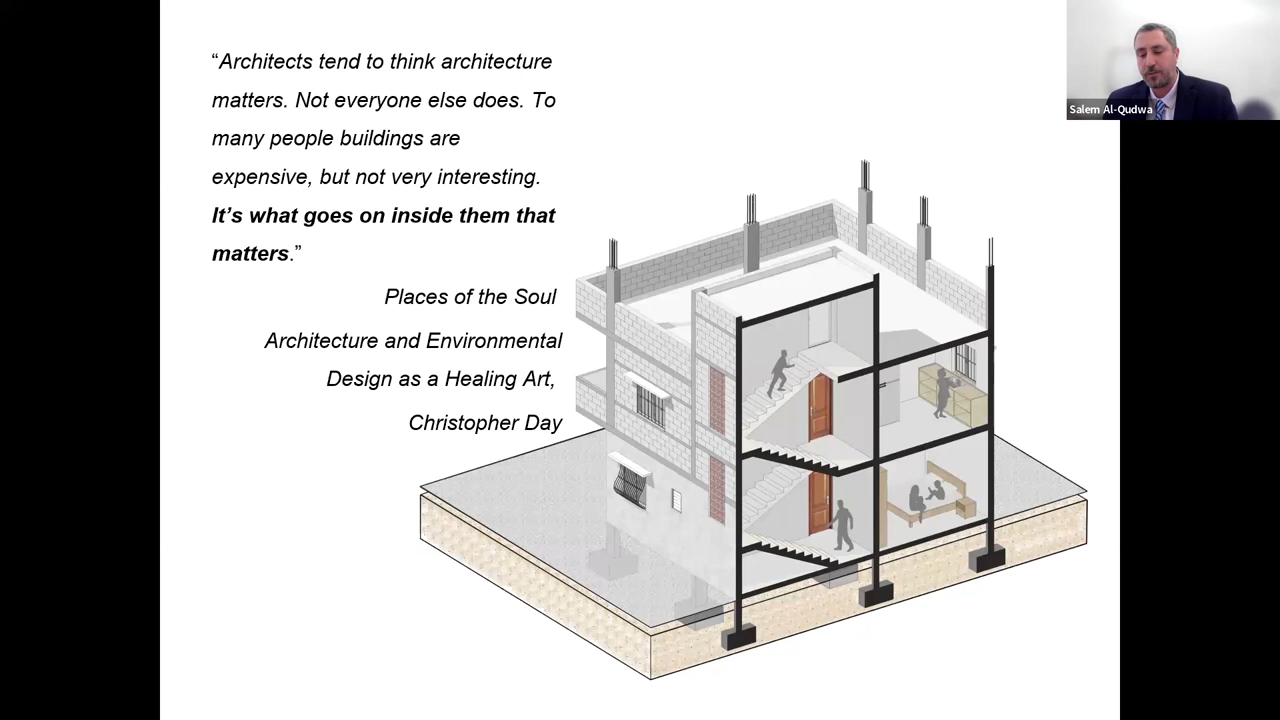 “Architects tend to think architecture
matters. Not everyone else does. To
many people buildings are
expensive, but not very interesting.
It’s what goes on inside them that
matters.”
Places of the Soul
Architecture and Environmental
Design as a Healing Art,
Christopher Day
Salem Al-Qudwa